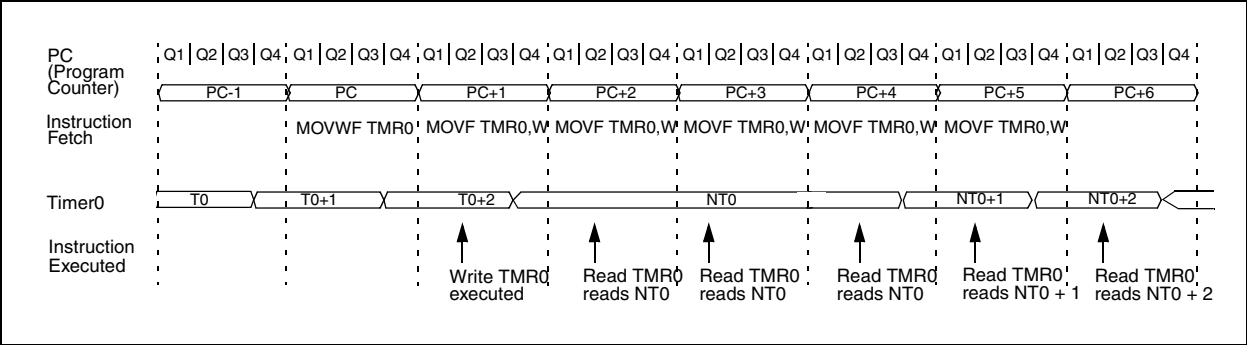 PC (Program Counter) Q1 Q2 Q3 Q4 Q1 Q2 Q3 Q4 Q1 Q2 Q3 Q4 Q1 Q2 Q3 Q4 Q1 Q2 Q3 Q4 Q1 Q2 Q3 Q4 Q1 Q2 Q3 Q4 Q1 Q2 Q3 Q4
PC-1 PC PC+1 PC+2 PC+3 PC+4 PC+5 PC+6
Instruction Fetch
MOVWF TMR0 MOVF TMR0,W MOVF TMR0,W MOVF TMR0,W MOVF TMR0,W MOVF TMR0,W
Timer0 T0 T0+1 T0+2 NT0 NT0+1 NT0+2
Instruction Executed
Write TMR0 executed
Read TMR0 reads NT0
Read TMR0 reads NT0
Read TMR0 reads NT0
Read TMR0 reads NT0 + 1
Read TMR0 reads NT0 + 2